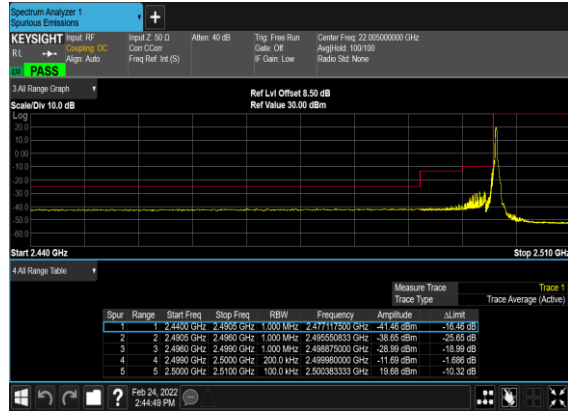 Spectrum Analyzer 1
Spurious Emissions
KEYSIGHT Input: RF Input Z: 50 Ω Atten: 40 dB Trig: Free Run Center Freq: 22.005000000 GHz
RL Coupling: DC Corr CCorr Gate: Off Avg|Hold: 100/100
Align: Auto Freq Ref: Int (S) IF Gain: Low Radio Std: None
PASS
3 All Range Graph
Ref Lvl Offset 8.50 dB
Scale/Div 10.0 dB Ref Value 30.00 dBm
Log
20.0
10.0
0.00
-10.0
-20.0
-30.0
-40.0
-50.0
-60.0
Start 2.440 GHz Stop 2.510 GHz
4 All Range Table
Measure Trace Trace 1
Trace Type Trace Average (Active)
Spur Range Start Freq Stop Freq RBW Frequency Amplitude ΔLimit
1 1 2.4400 GHz 2.4905 GHz 1.000 MHz 2.477117500 GHz -41.46 dBm -16.46 dB
2 2 2.4905 GHz 2.4960 GHz 1.000 MHz 2.495550833 GHz -38.65 dBm -25.65 dB
3 3 2.4960 GHz 2.4990 GHz 1.000 MHz 2.498875000 GHz -28.99 dBm -18.99 dB
4 4 2.4990 GHz 2.5000 GHz 200.0 kHz 2.499980000 GHz -11.69 dBm -1.686 dB
5 5 2.5000 GHz 2.5100 GHz 100.0 kHz 2.500383333 GHz 19.68 dBm -10.32 dB
Feb 24, 2022
2:44:49 PM